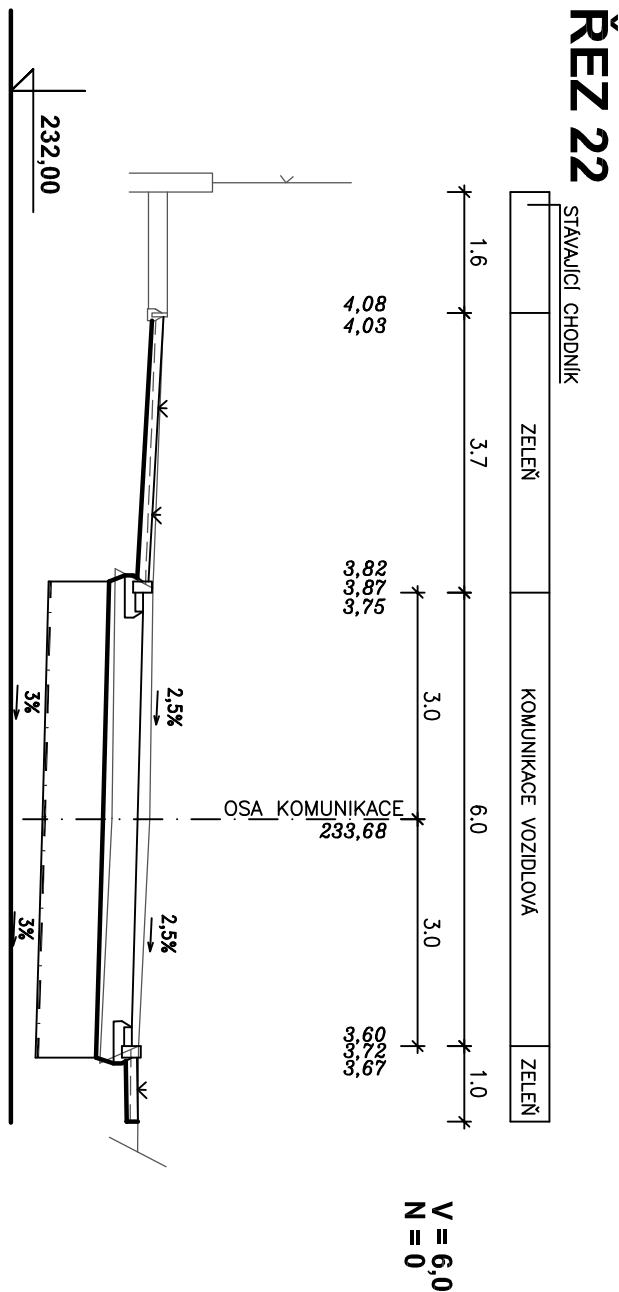 ŘEZ 22
STÁVAJÍCÍ CHODNÍK
ZELEŇ
KOMUNIKACE VOZIDLOVÁ
ZELEŇ
1.6
3.7
6.0
1.0
3.0
3.0
4,08
4,03
3,82
3,87
3,75
OSA KOMUNIKACE
233,68
3,60
3,72
3,67
2,5%
2,5%
3%
3%
232,00
V = 6,0
N = 0